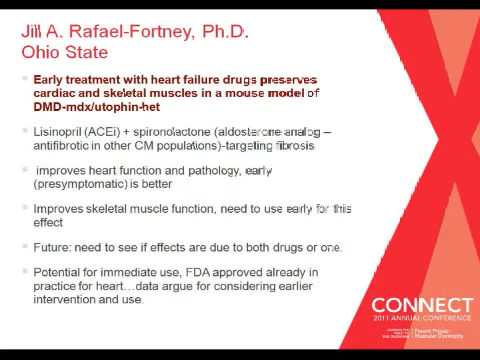 Jill A. Rafael-Fortney, Ph.D.
Ohio State
Early treatment with heart failure drugs preserves
cardiac and skeletal muscles in a mouse model of
DMD-mdx/utophin-het
Lisinopril (ACEi) + spironolactone (aldosterone analog –
antifibrotic in other CM populations)-targeting fibrosis
improves heart function and pathology, early
(presymptomatic) is better
Improves skeletal muscle function, need to use early for this
effect
Future: need to see if effects are due to both drugs or one.
Potential for immediate use, FDA approved already in
practice for heart…data argue for considering earlier
intervention and use.
CONNECT
2011 ANNUAL CONFERENCE
Parent Project
Muscular Dystrophy